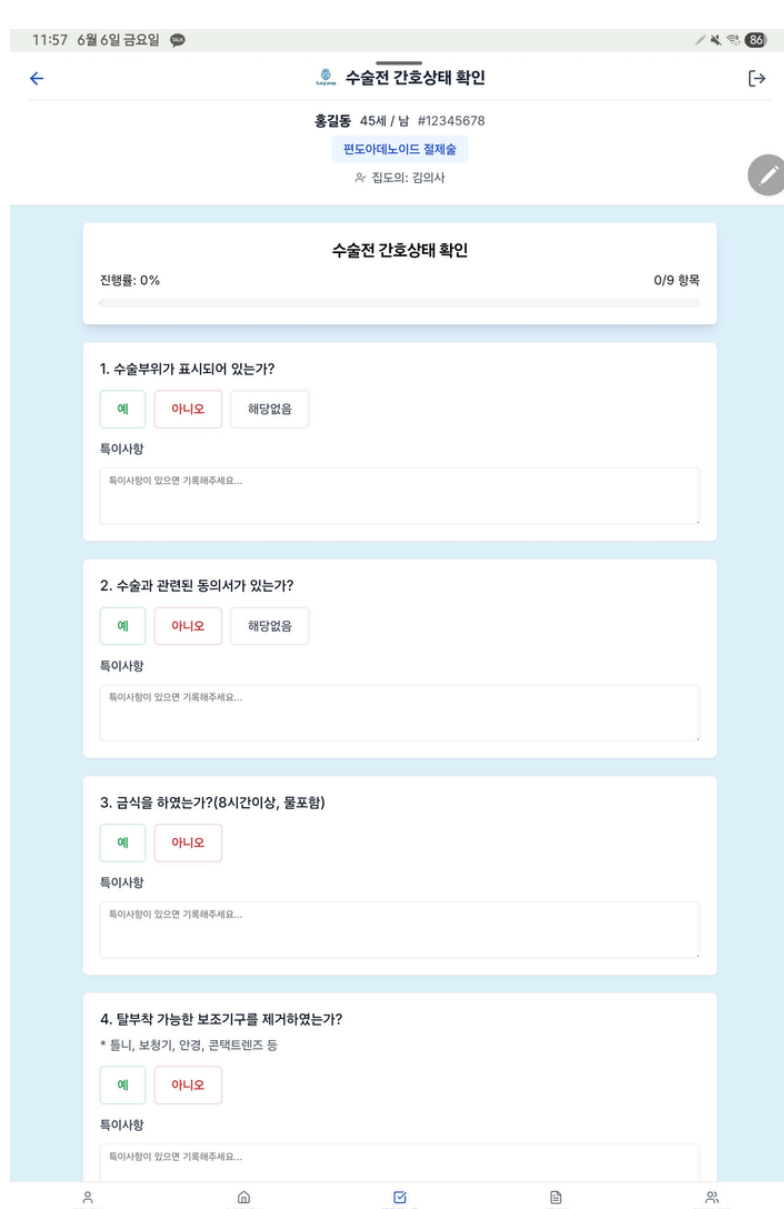 11:57 6월 6일 금요일 TALK 86
수술전 간호상태 확인
홍길동 45세 / 남 #12345678
편도아데노이드 절제술
집도의: 김의사
수술전 간호상태 확인
진행률: 0% 0/9 항목
1. 수술부위가 표시되어 있는가?
예 아니오 해당없음
특이사항
특이사항이 있으면 기록해주세요...
2. 수술과 관련된 동의서가 있는가?
예 아니오 해당없음
특이사항
특이사항이 있으면 기록해주세요...
3. 금식을 하였는가?(8시간이상, 물포함)
예 아니오
특이사항
특이사항이 있으면 기록해주세요...
4. 탈부착 가능한 보조기구를 제거하였는가?
* 틀니, 보청기, 안경, 콘택트렌즈 등
예 아니오
특이사항
특이사항이 있으면 기록해주세요...